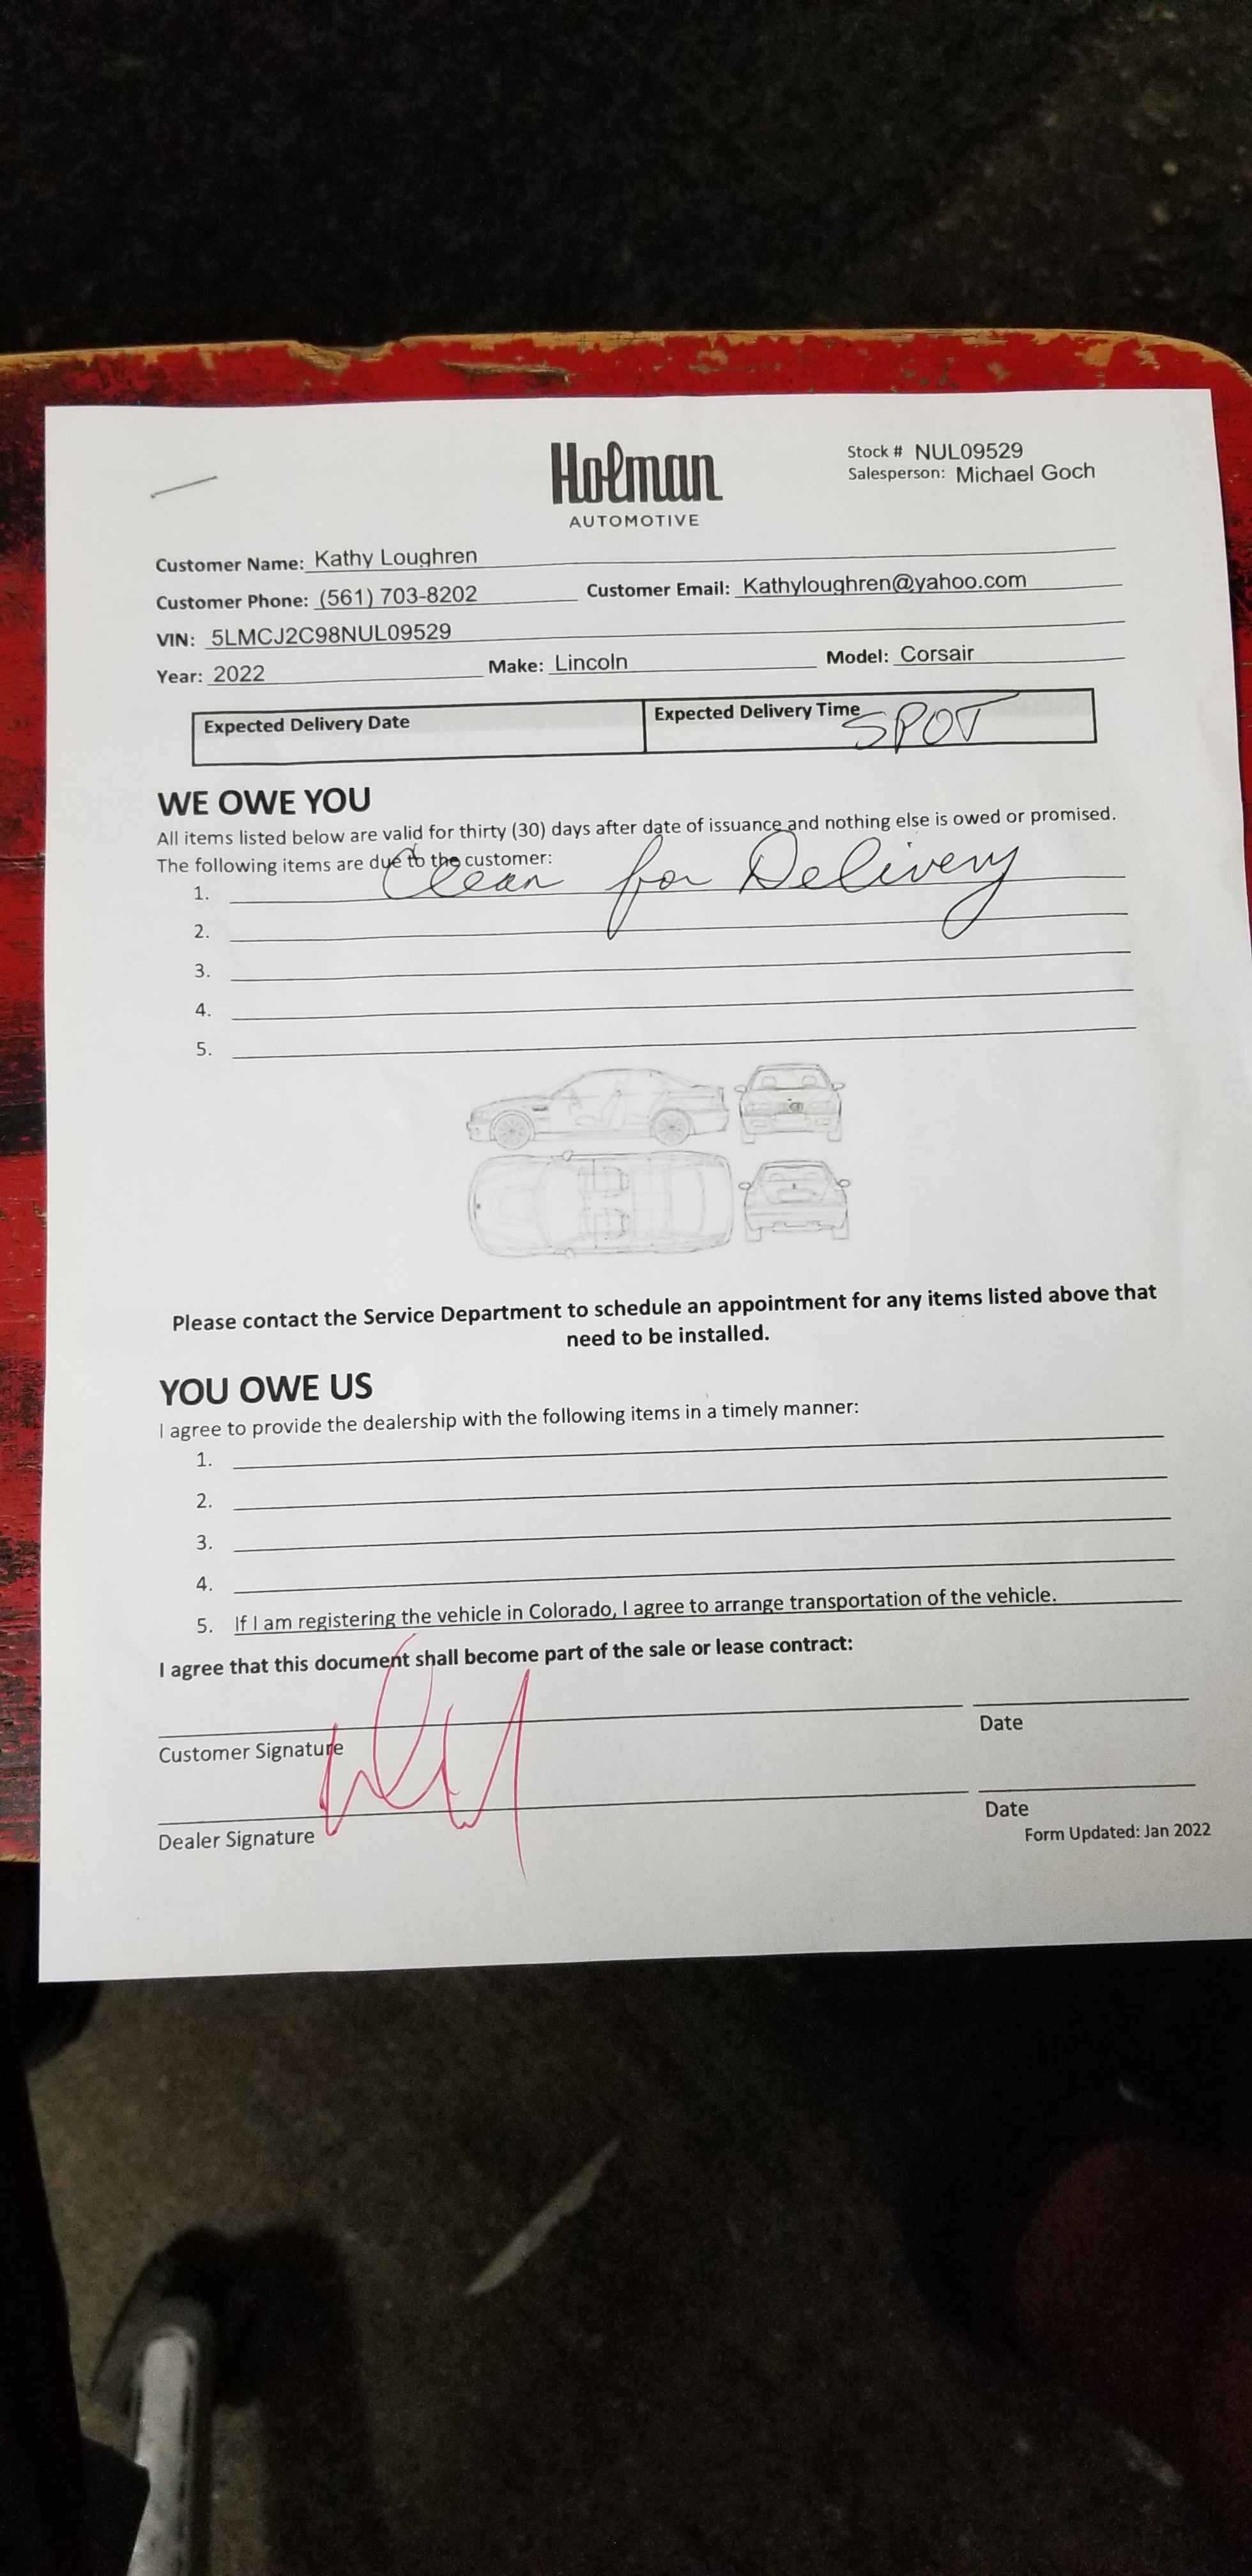 Holman
AUTOMOTIVE
Stock # NUL09529
Salesperson: Michael Goch
Customer Name: Kathy Loughren
Customer Phone: (561) 703-8202 Customer Email: Kathyloughren@yahoo.com
VIN: 5LMCJ2C98NUL09529
Year: 2022 Make: Lincoln Model: Corsair
Expected Delivery Date Expected Delivery Time SPOT
WE OWE YOU
All items listed below are valid for thirty (30) days after date of issuance and nothing else is owed or promised.
The following items are due to the customer:
1. Clean for Delivery
2.
3.
4.
5.
Please contact the Service Department to schedule an appointment for any items listed above that
need to be installed.
YOU OWE US
I agree to provide the dealership with the following items in a timely manner:
1.
2.
3.
4.
5. If I am registering the vehicle in Colorado, I agree to arrange transportation of the vehicle.
I agree that this document shall become part of the sale or lease contract:
Customer Signature Date
Dealer Signature Date
Form Updated: Jan 2022